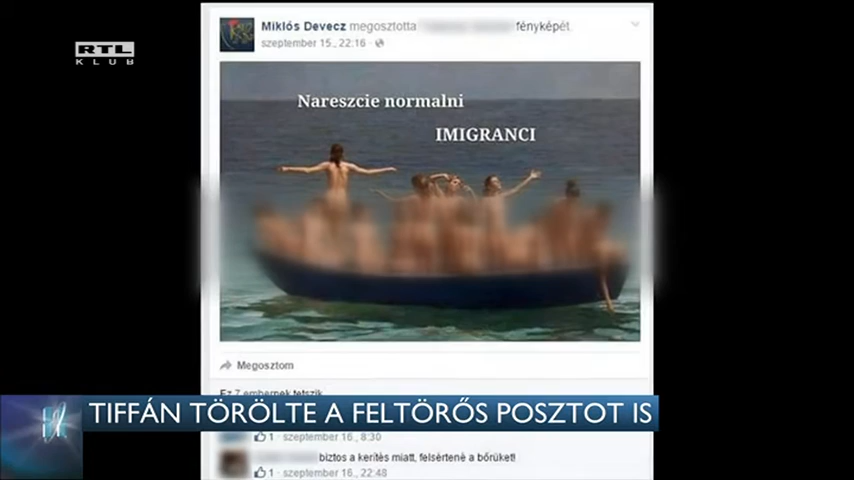 Miklós Devecz megosztotta fényképét.
szeptember 15., 22:16
RTL
KLUB
Nareszcie normalni
IMIGRANCI
Megosztom
Ez 7 embernek tetszik
TIFFÁN TÖRÖLTE A FELTÖRŐS POSZTOT IS
1 szeptember 16., 8:30
biztos a kerítés miatt, felsèrtenè a bőrüket!
1 szeptember 16., 22:48